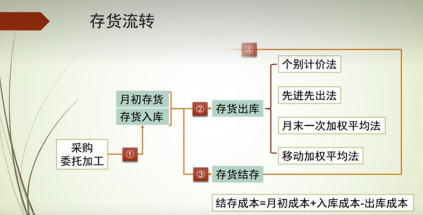 存货流转
④
个别计价法
先进先出法
月初存货
存货入库
②
存货出库
月末一次加权平均法
采购
委托加工
①
移动加权平均法
③
存货结存
结存成本=月初成本+入库成本-出库成本